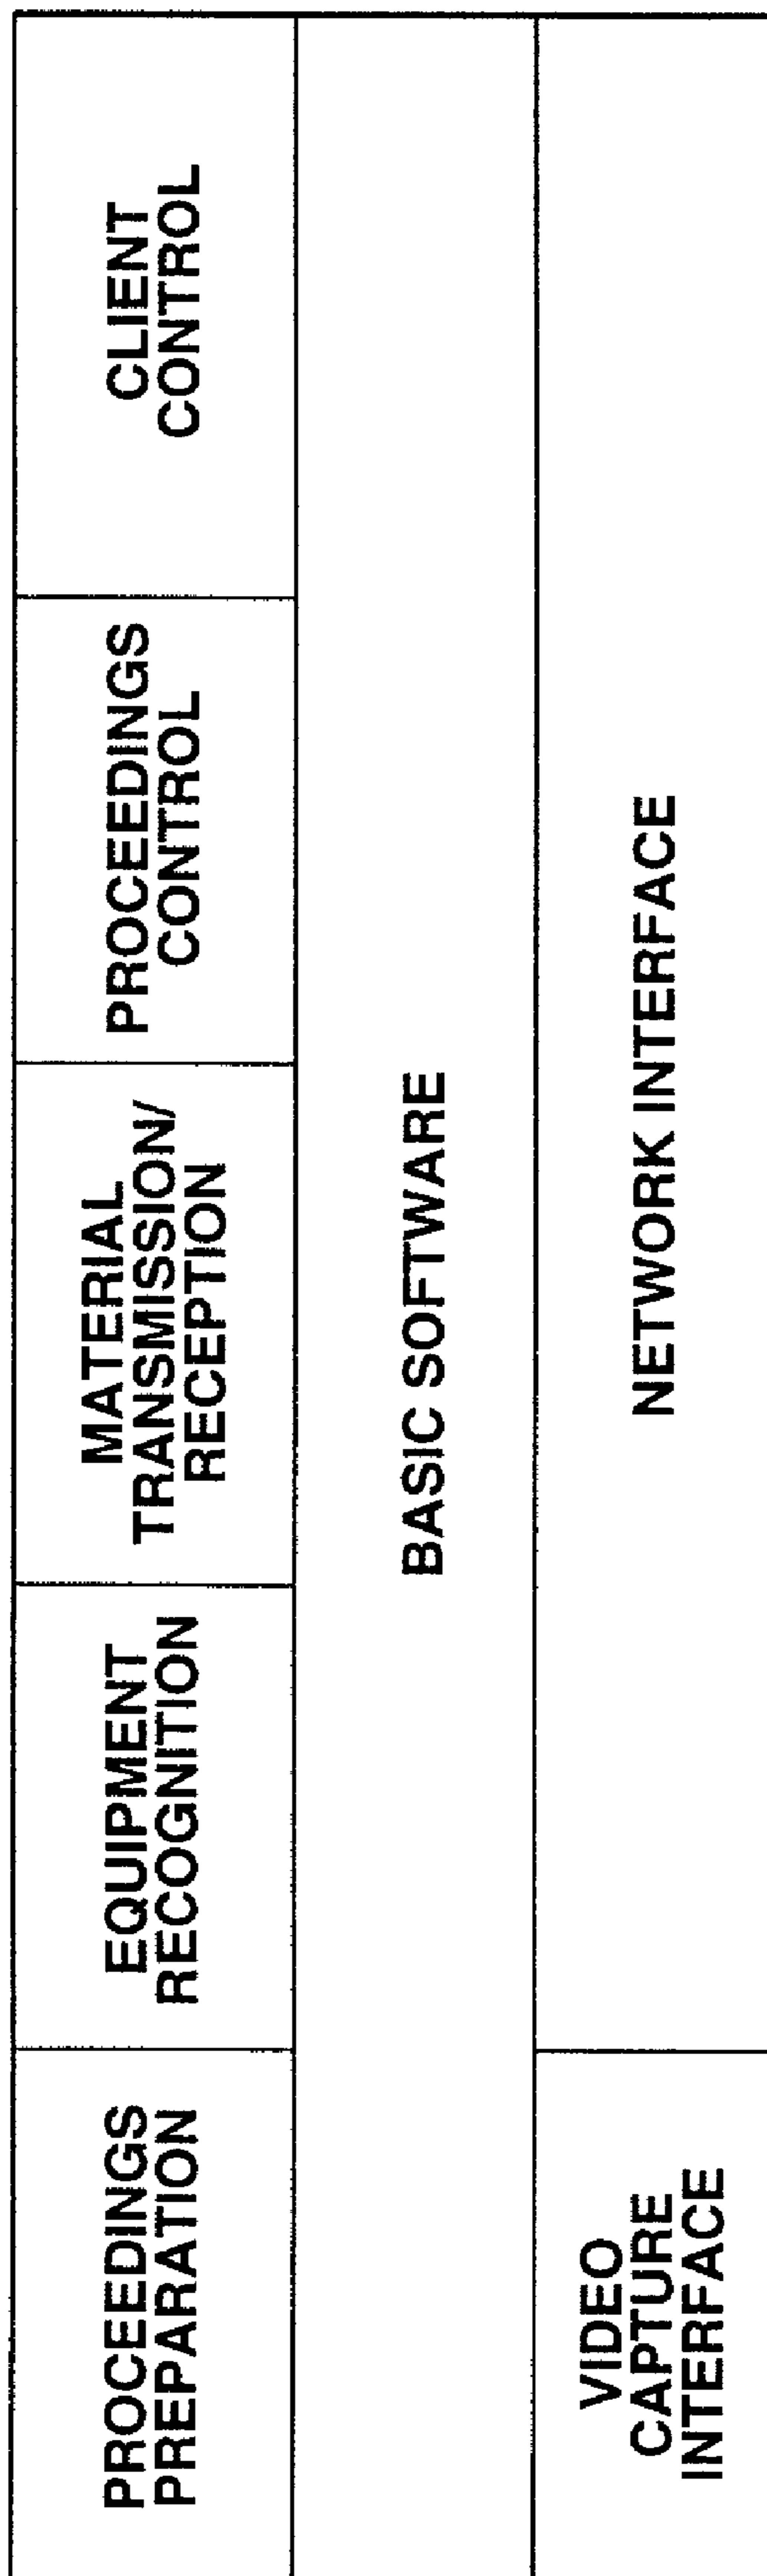 PROCEEDINGS
PREPARATION
EQUIPMENT
RECOGNITION
MATERIAL
TRANSMISSION/
RECEPTION
PROCEEDINGS
CONTROL
CLIENT
CONTROL
BASIC SOFTWARE
VIDEO
CAPTURE
INTERFACE
NETWORK INTERFACE